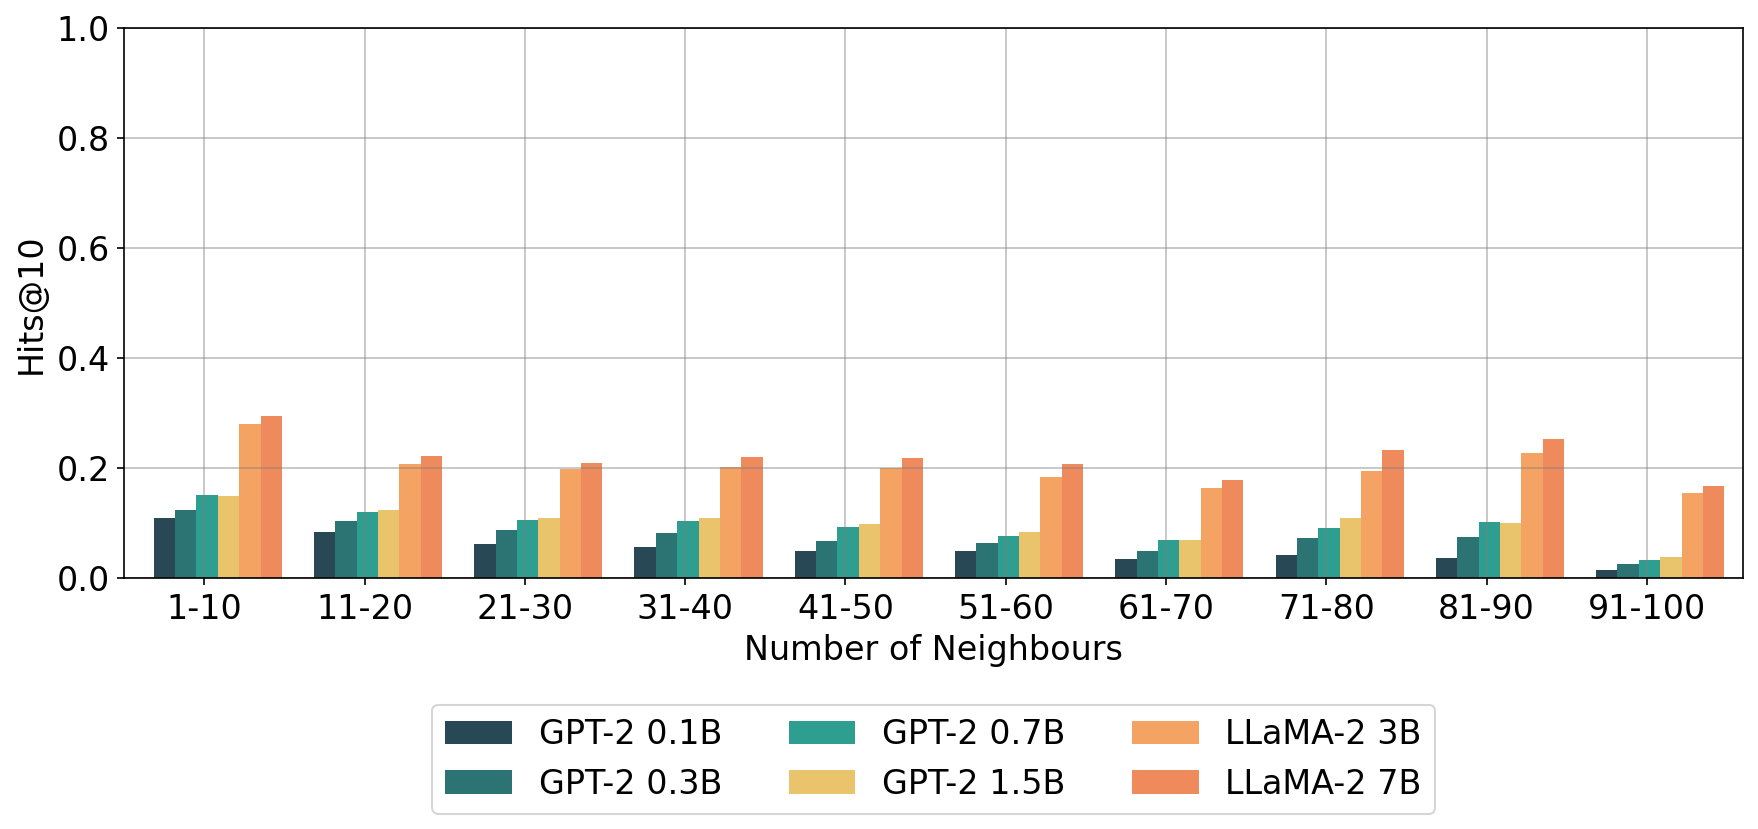 1.0
0.8
0.6
0.4
0.2
0.0
Hits@10
1-10 11-20 21-30 31-40 41-50 51-60 61-70 71-80 81-90 91-100
Number of Neighbours
GPT-2 0.1B GPT-2 0.7B LLaMA-2 3B
GPT-2 0.3B GPT-2 1.5B LLaMA-2 7B